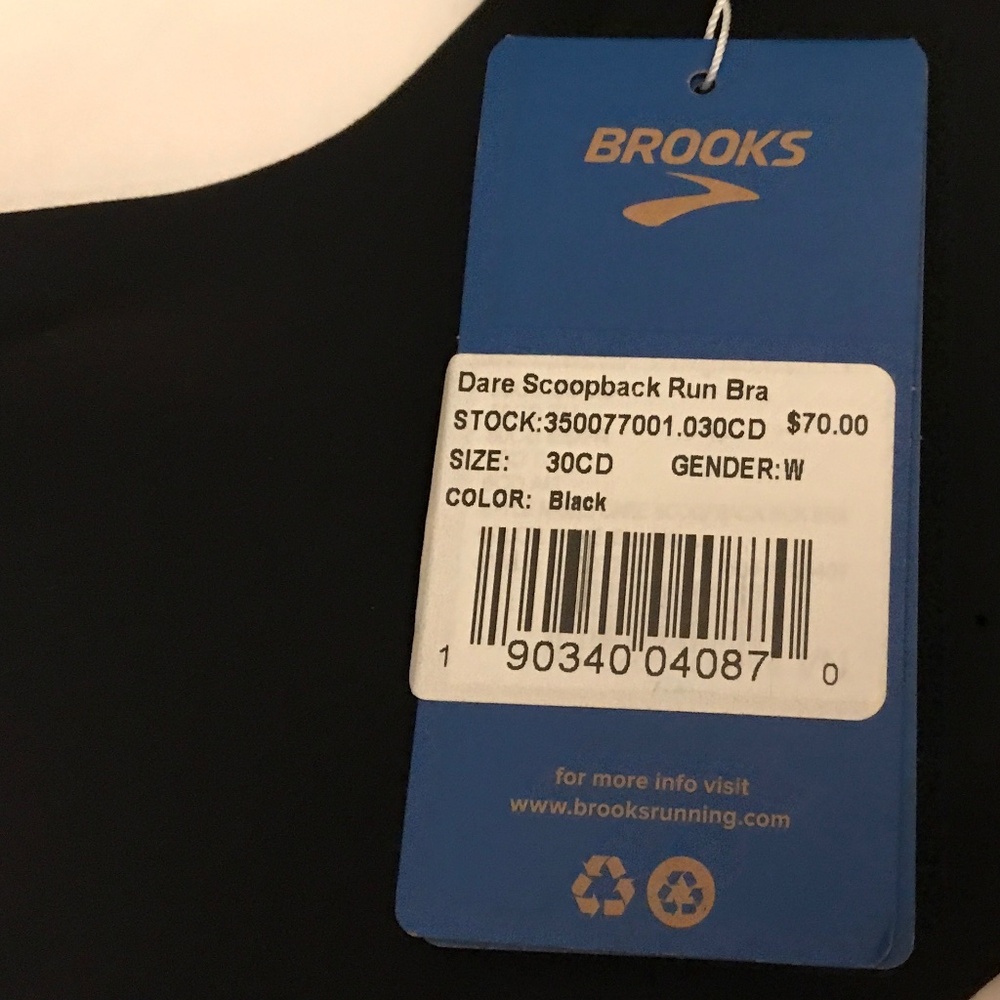 BROOKS
Dare Scoopback Run Bra
STOCK:350077001.030CD $70.00
SIZE: 30CD GENDER:W
COLOR: Black
1 90340 04087 0
for more info visit
www.brooksrunning.com